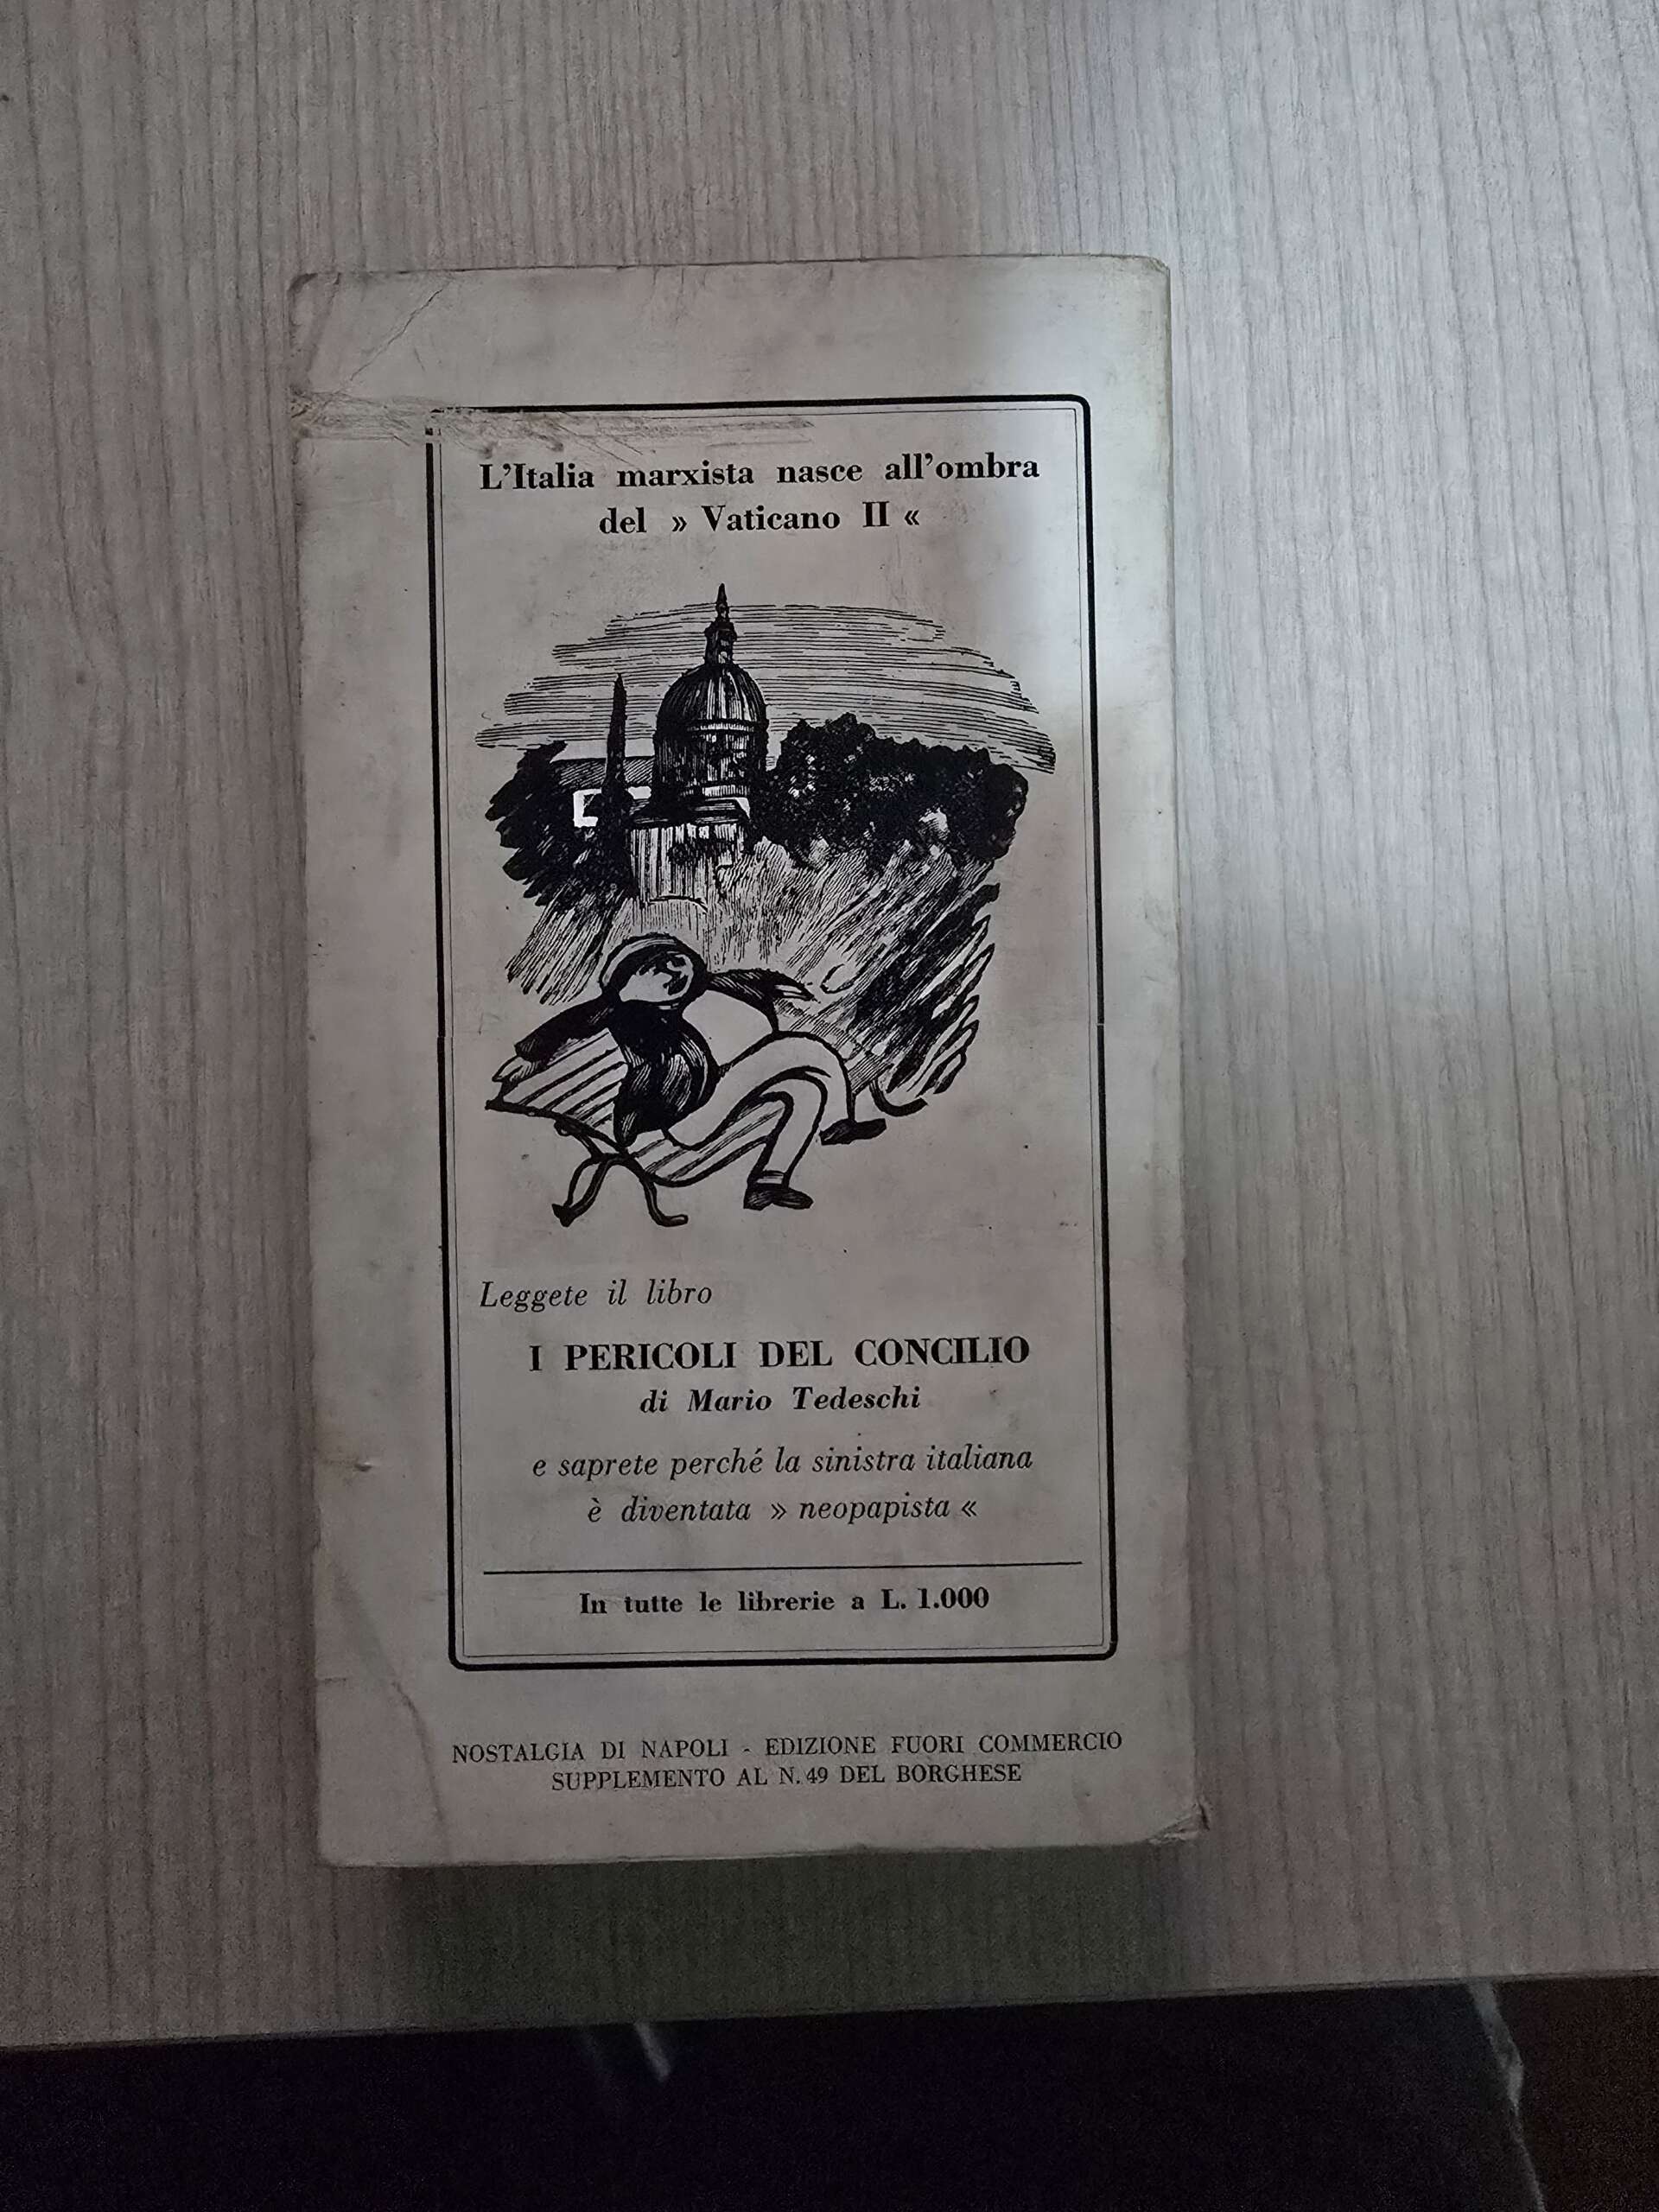 L'Italia marxista nasce all'ombra
del » Vaticano II «
Leggete il libro
I PERICOLI DEL CONCILIO
di Mario Tedeschi
e saprete perché la sinistra italiana
è diventata » neopapista «
In tutte le librerie a L. 1.000
NOSTALGIA DI NAPOLI - EDIZIONE FUORI COMMERCIO
SUPPLEMENTO AL N. 49 DEL BORGHESE